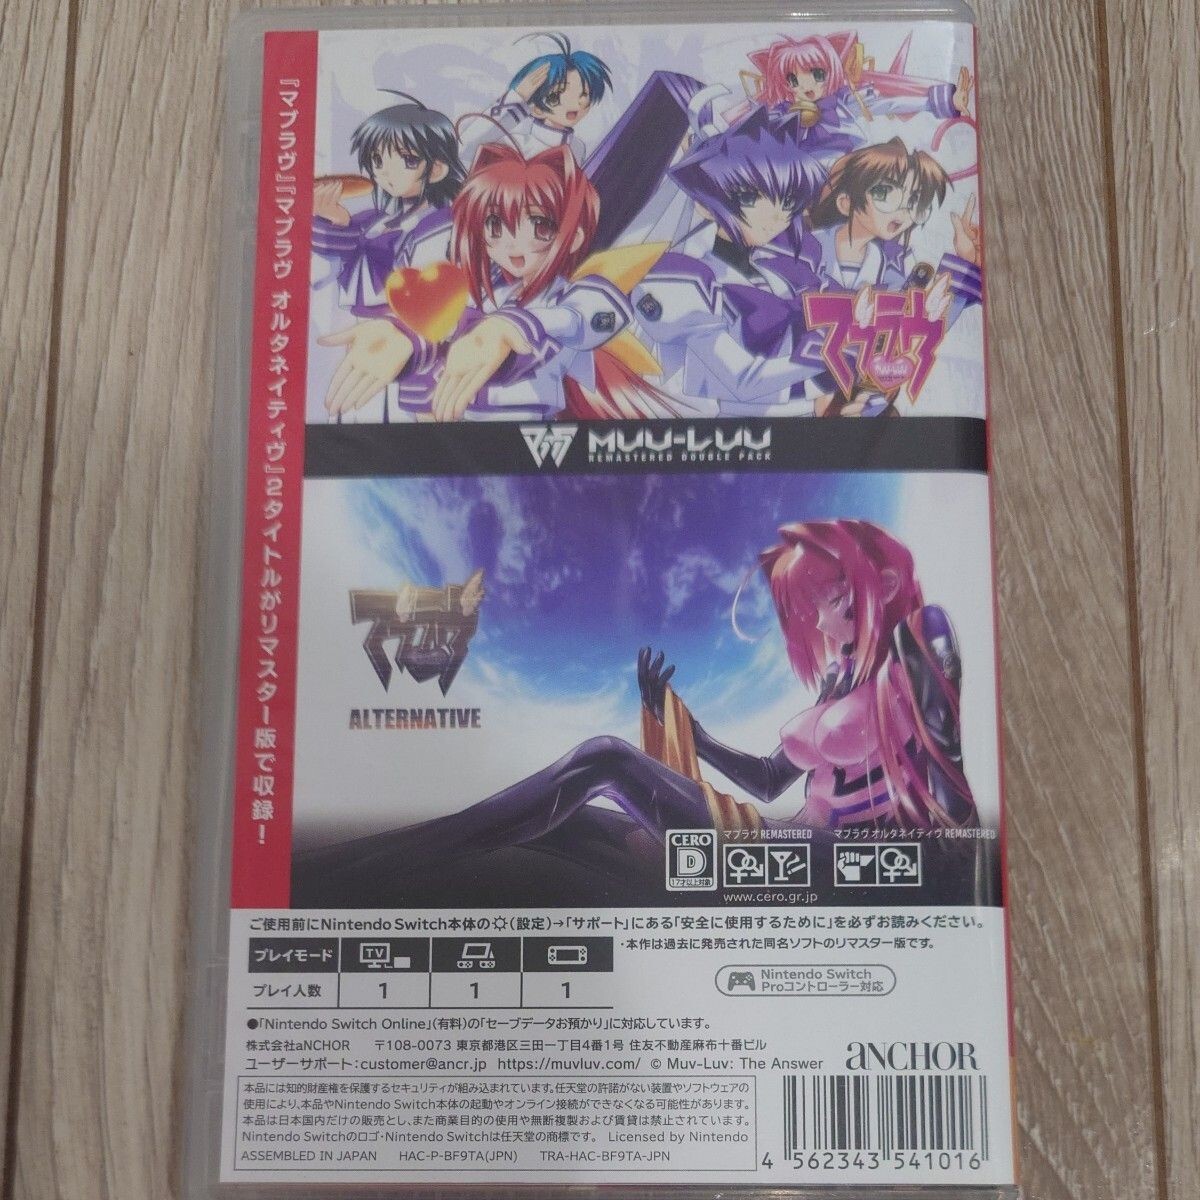 『マブラヴ』『マブラヴ オルタネイティヴ』2タイトルがリマスター版で収録!
マブラヴ
MUV-LUV
REMASTERED DOUBLE PACK
マブラヴ
ALTERNATIVE
CERO
D
17才以上対象
マブラヴ REMASTERED
マブラヴ オルタネイティヴ REMASTERED
www.cero.gr.jp
ご使用前にNintendo Switch本体の(設定)→「サポート」にある「安全に使用するために」を必ずお読みください。
プレイモード TV
プレイ人数 1 1 1
・本作は過去に発売された同名ソフトのリマスター版です。
Nintendo Switch
Proコントローラー対応
●「Nintendo Switch Online」(有料)の「セーブデータお預かり」に対応しています。
株式会社aNCHOR 〒108-0073 東京都港区三田一丁目4番1号 住友不動産麻布十番ビル
ユーザーサポート:customer@ancr.jp https://muvluv.com/ © Muv-Luv: The Answer
aNCHOR
本品には知的財産権を保護するセキュリティが組み込まれています。任天堂の許諾がない装置やソフトウェアの
使用により、本品やNintendo Switch本体の起動やオンライン接続ができなくなる可能性があります。
本品は日本国内だけの販売とし、また商業目的の使用や無断複製および賃貸は禁止されています。
Nintendo Switchのロゴ・Nintendo Switchは任天堂の商標です。 Licensed by Nintendo
ASSEMBLED IN JAPAN HAC-P-BF9TA(JPN) TRA-HAC-BF9TA-JPN
4 562343 541016